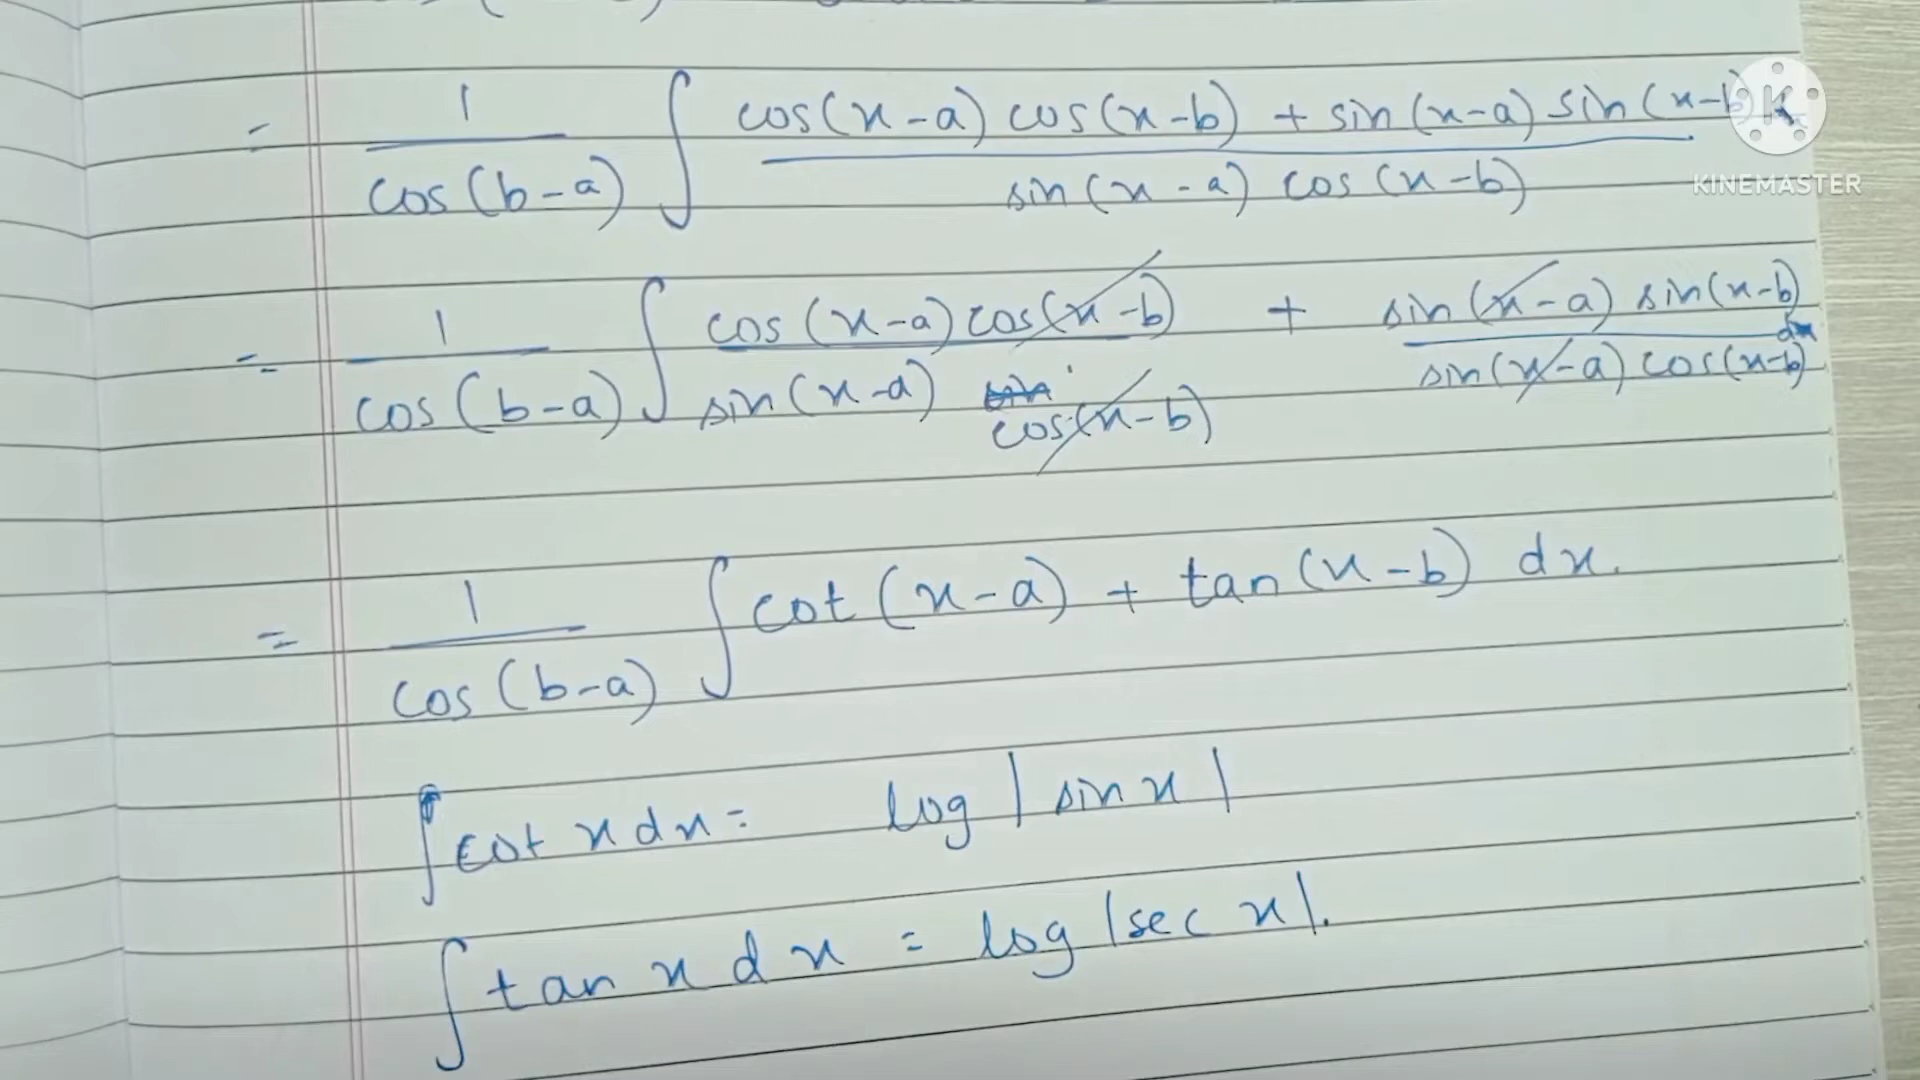 = 1/cos(b-a) ∫ cos(x-a) cos(x-b) + sin(x-a) sin(x-b) / sin(x-a) cos(x-b)
KINEMASTER
= 1/cos(b-a) ∫ cos(x-a) cos(x-b) / sin(x-a) cos(x-b) + sin(x-a) sin(x-b) / sin(x-a) cos(x-b) dx
= 1/cos(b-a) ∫ cot(x-a) + tan(x-b) dx.
∫ cot x dx = log |sin x|
∫ tan x dx = log |sec x|.